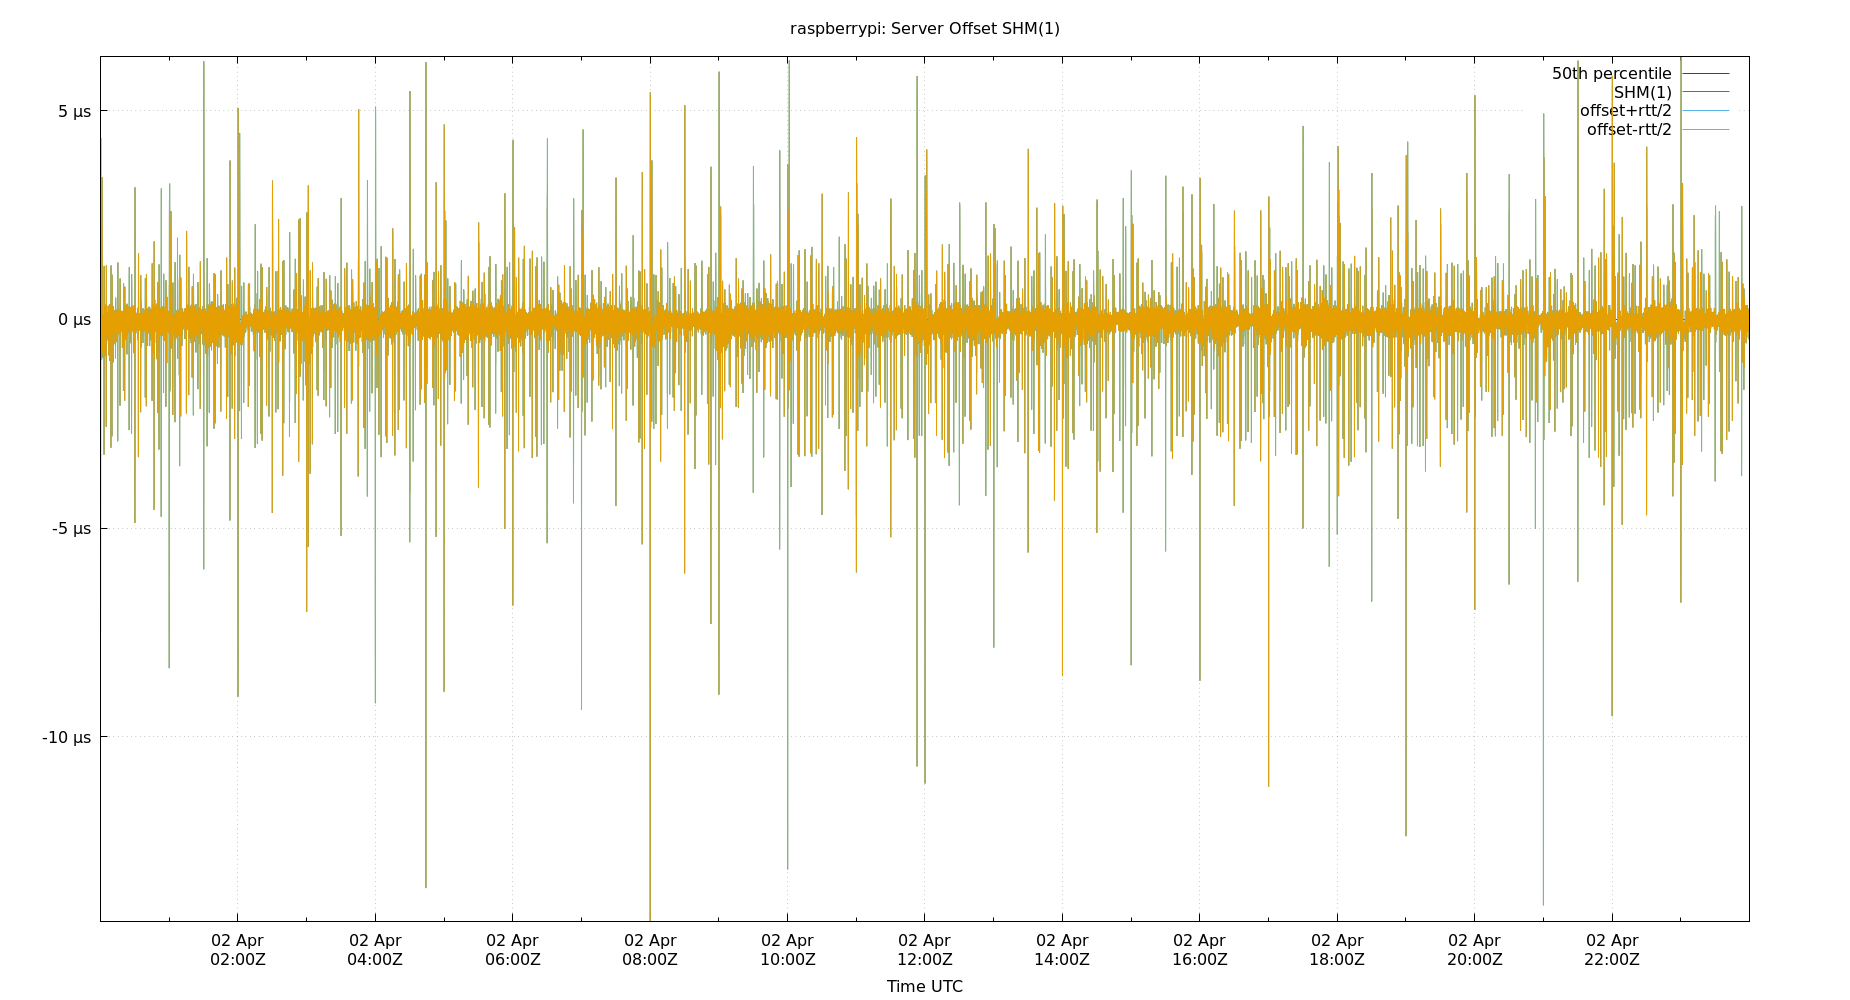 raspberrypi: Server Offset SHM(1)
50th percentile
SHM(1)
offset+rtt/2
offset-rtt/2
5 µs
0 µs
-5 µs
-10 µs
02 Apr 02 Apr 02 Apr 02 Apr 02 Apr 02 Apr 02 Apr 02 Apr 02 Apr 02 Apr 02 Apr
02:00Z 04:00Z 06:00Z 08:00Z 10:00Z 12:00Z 14:00Z 16:00Z 18:00Z 20:00Z 22:00Z
Time UTC